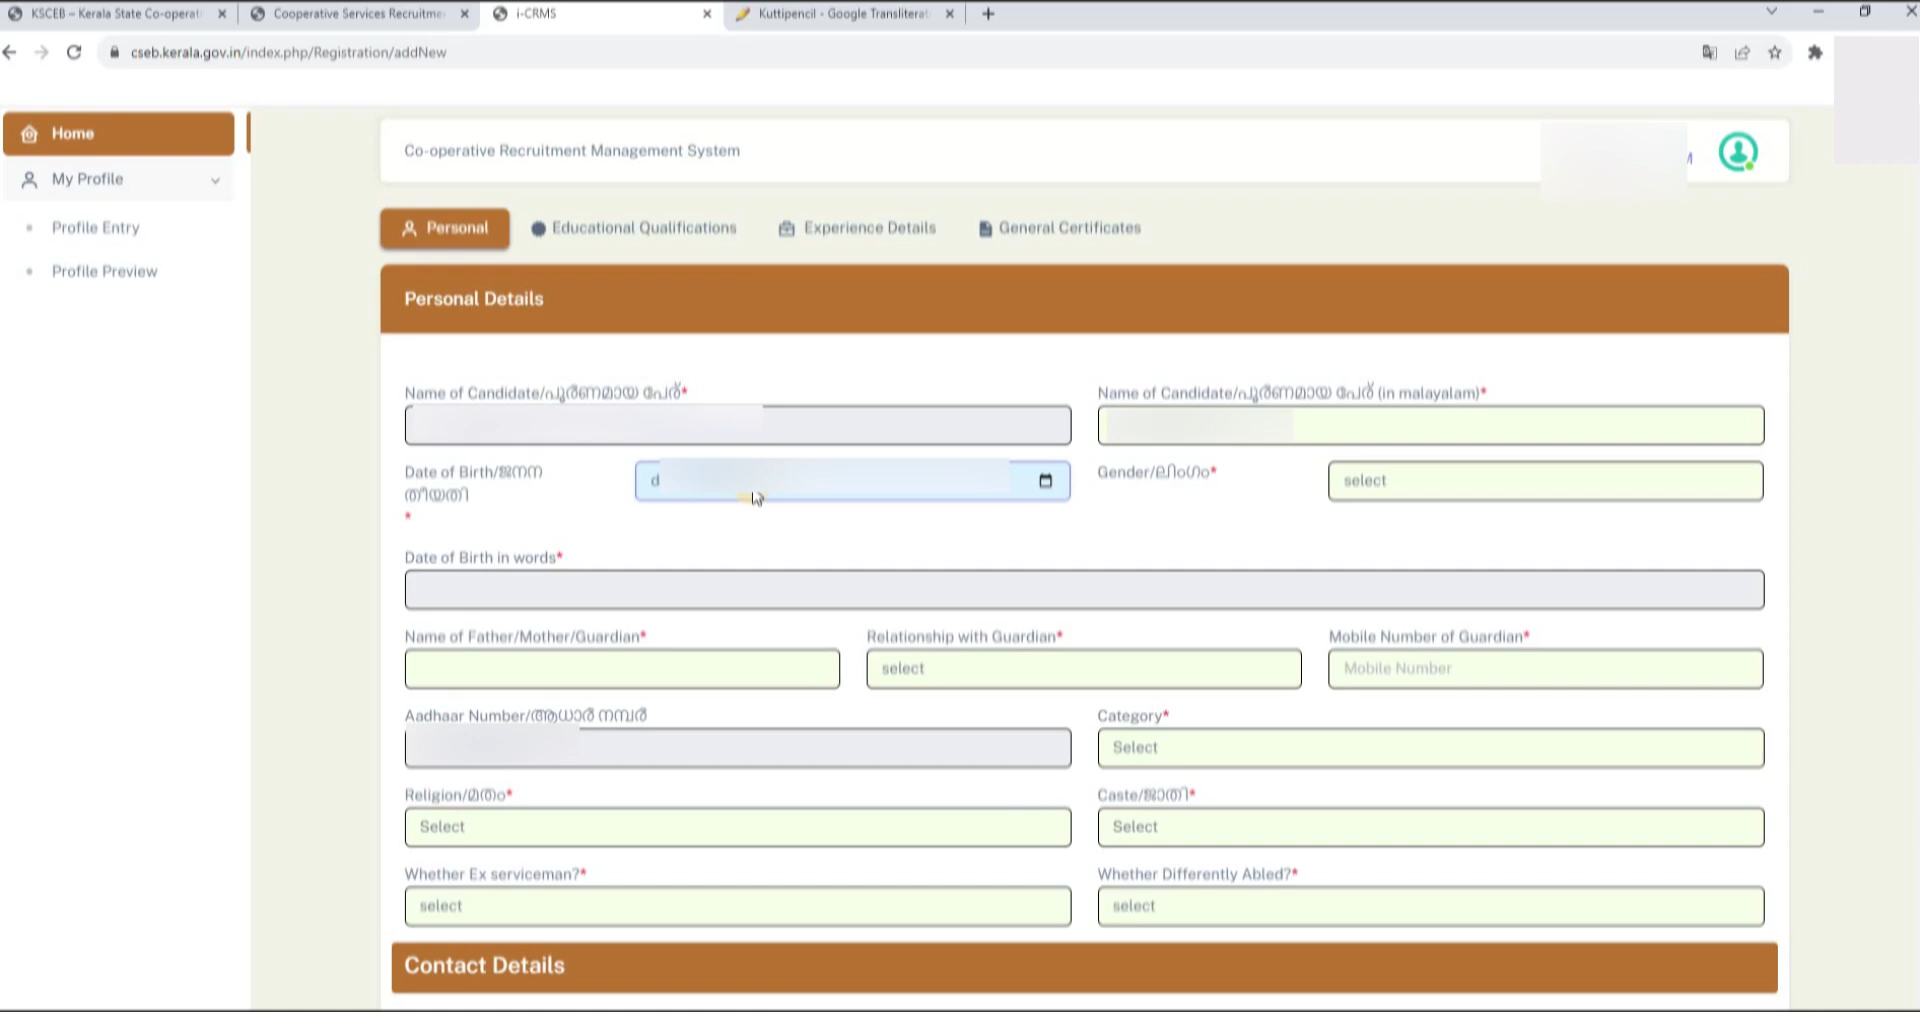 KSCEB – Kerala State Co-operati
Cooperative Services Recruitme
i-CRMS
Kuttipencil - Google Transliterat
cseb.kerala.gov.in/index.php/Registration/addNew
Home
My Profile
Profile Entry
Profile Preview
Co-operative Recruitment Management System
Personal
Educational Qualifications
Experience Details
General Certificates
Personal Details
Name of Candidate/പൂർണമായ പേര്*
Name of Candidate/പൂർണമായ പേര് (in malayalam)*
Date of Birth/ജനന
തീയതി
*
d
Gender/ലിംഗം*
select
Date of Birth in words*
Name of Father/Mother/Guardian*
Relationship with Guardian*
Mobile Number of Guardian*
select
Mobile Number
Aadhaar Number/ആധാർ നമ്പർ
Category*
Select
Religion/മതം*
Caste/ജാതി*
Select
Select
Whether Ex serviceman?*
Whether Differently Abled?*
select
select
Contact Details